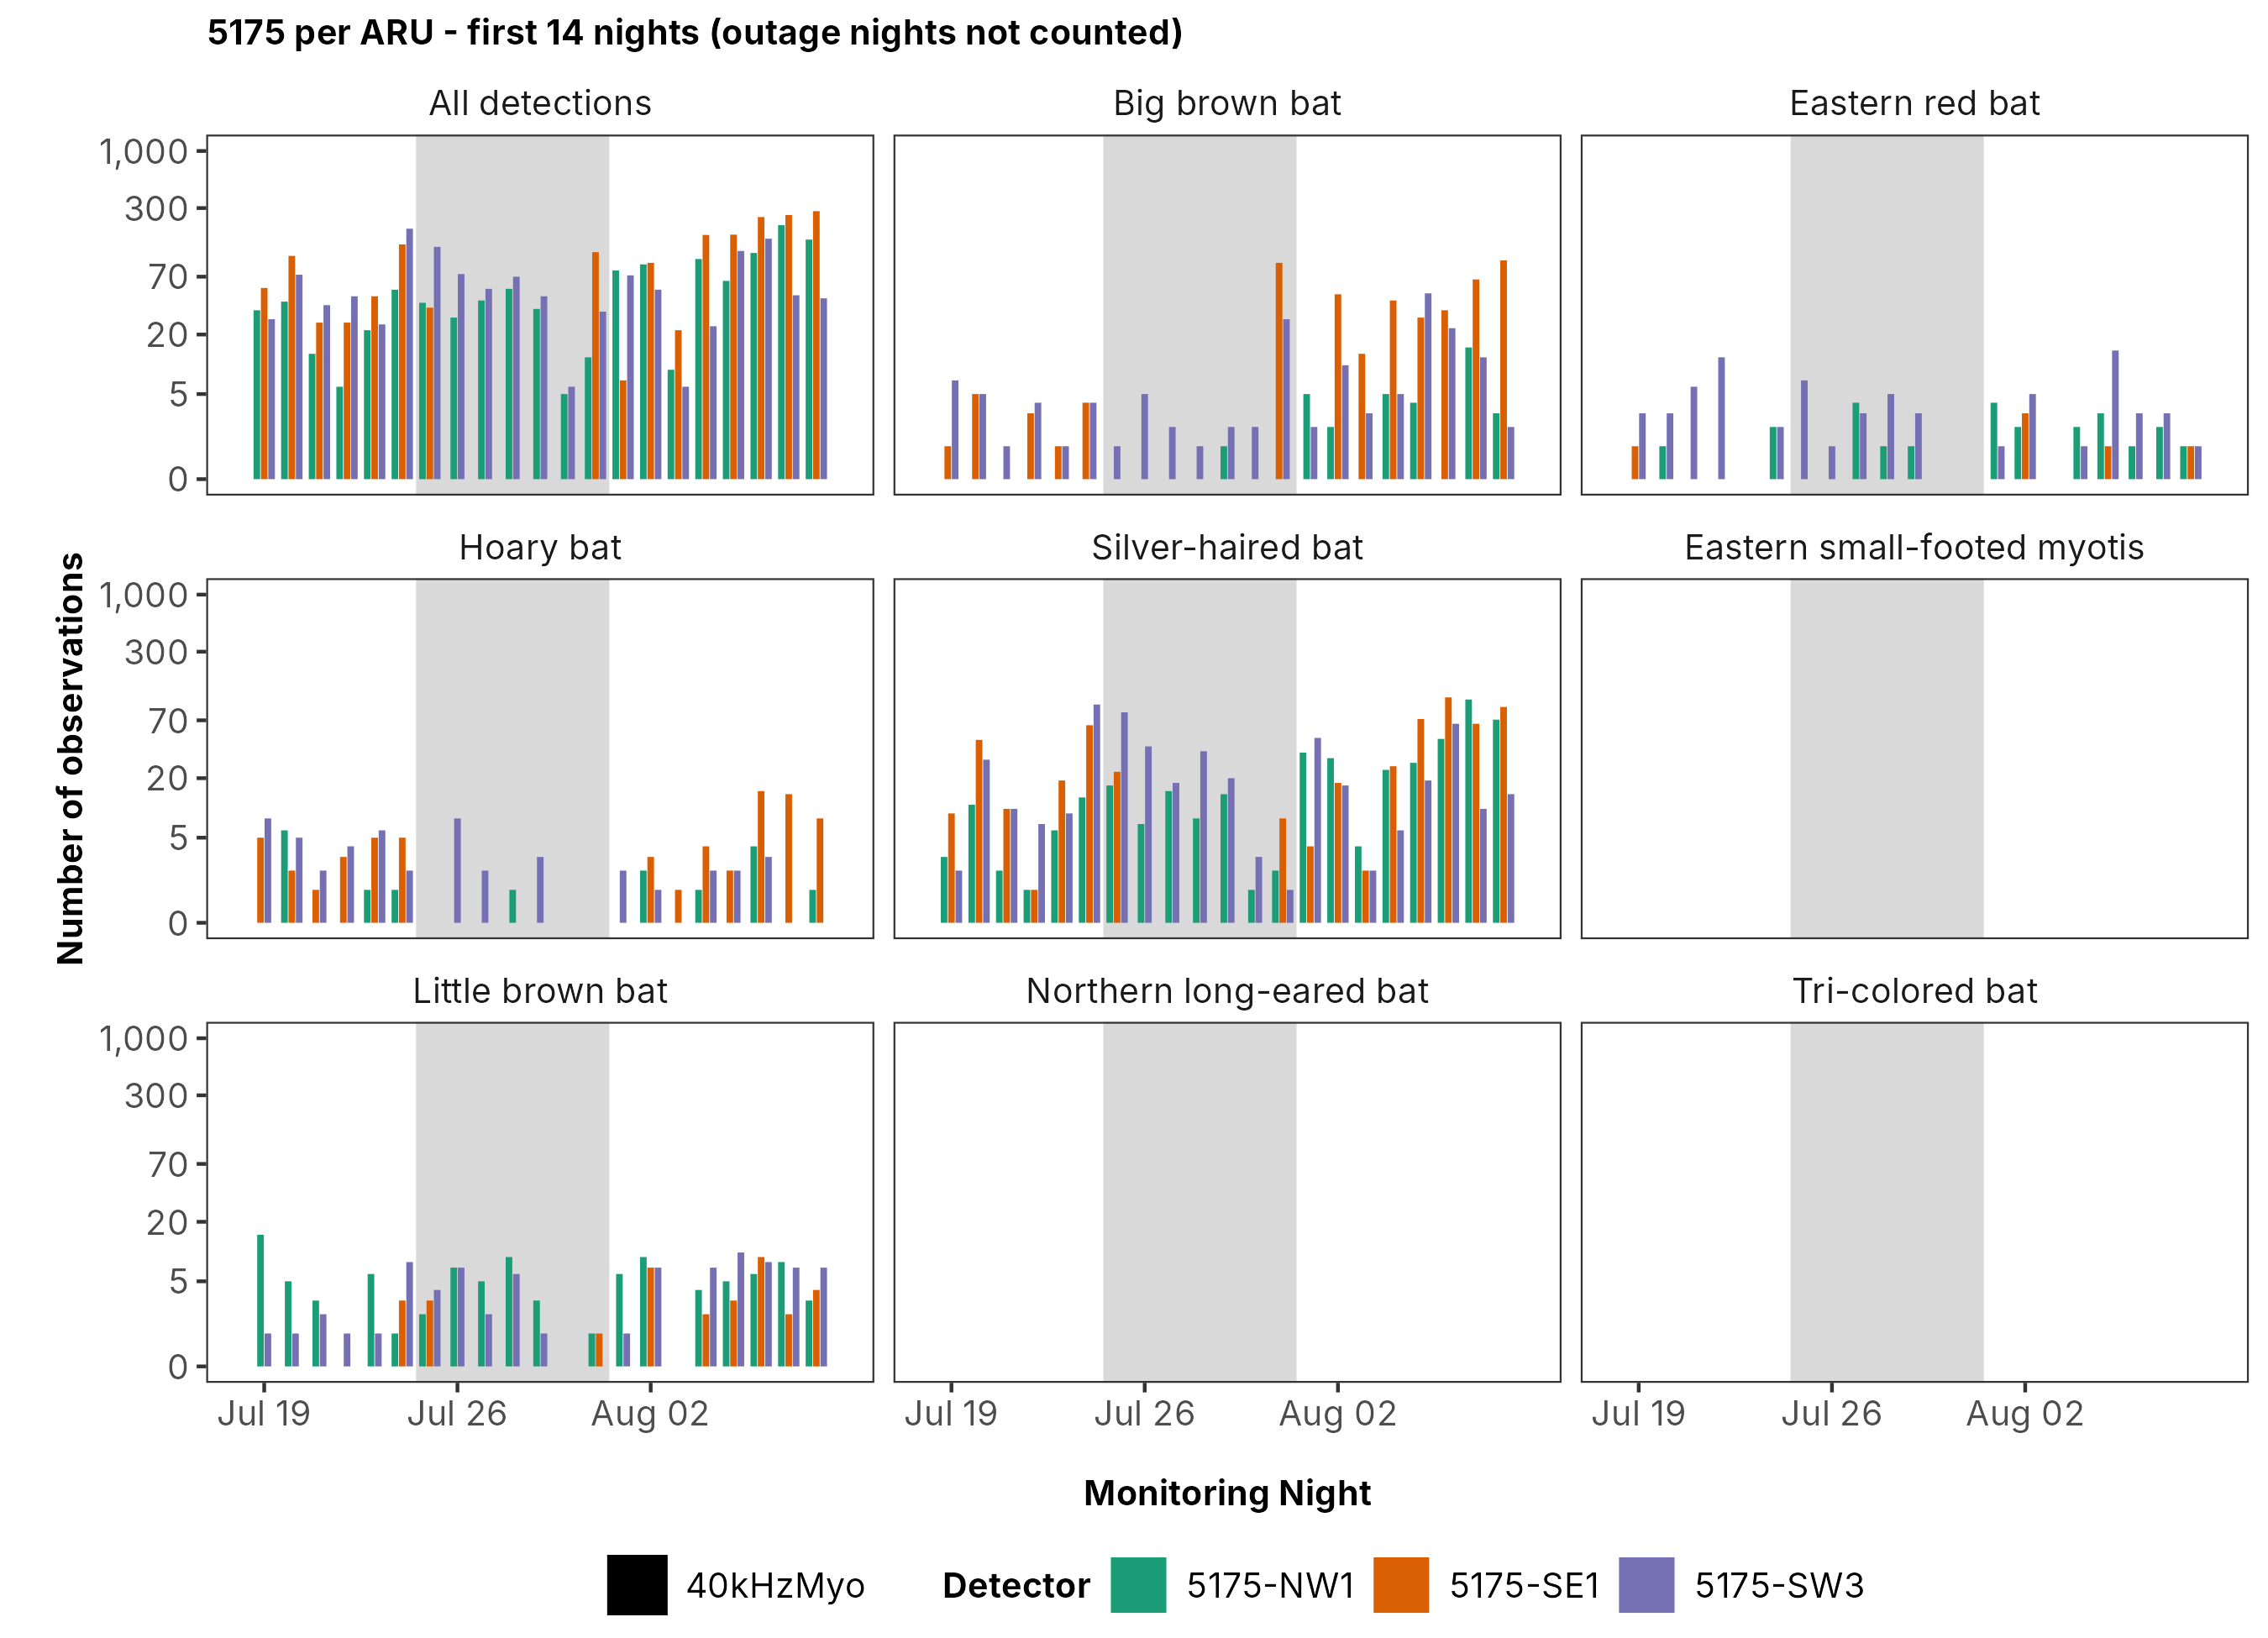 5175 per ARU - first 14 nights (outage nights not counted)
All detections
Big brown bat
Eastern red bat
1,000
300
70
20
5
0
Hoary bat
Silver-haired bat
Eastern small-footed myotis
1,000
300
70
20
5
0
Number of observations
Little brown bat
Northern long-eared bat
Tri-colored bat
1,000
300
70
20
5
0
Jul 19 Jul 26 Aug 02
Jul 19 Jul 26 Aug 02
Jul 19 Jul 26 Aug 02
Monitoring Night
40kHzMyo Detector 5175-NW1 5175-SE1 5175-SW3